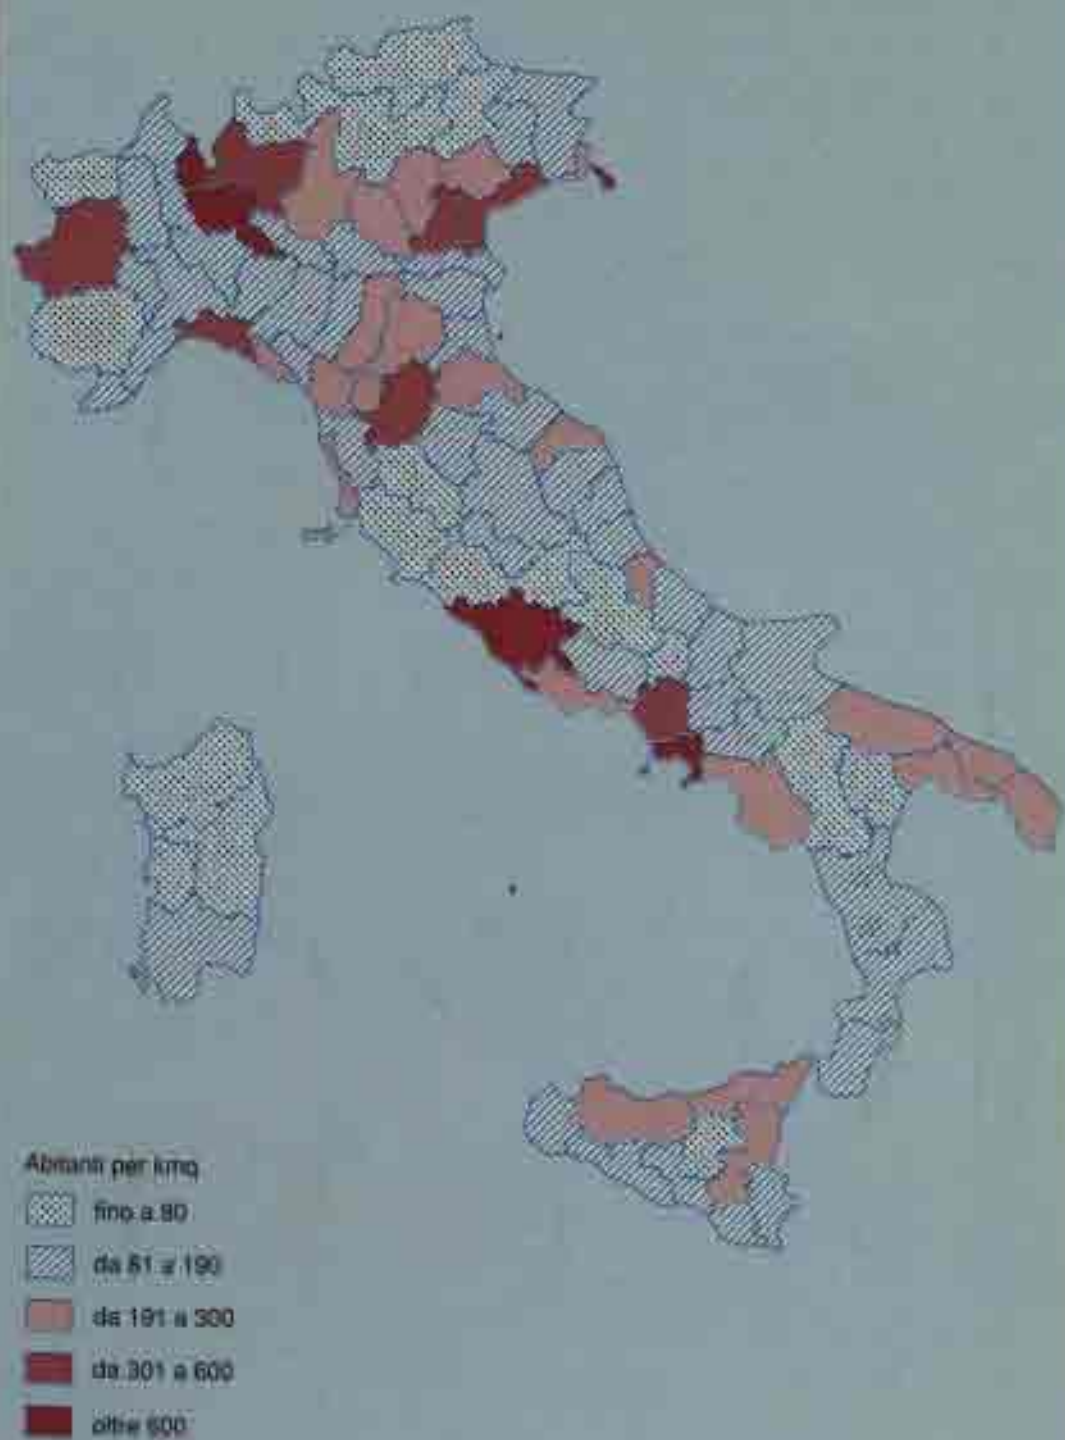 Abitanti per kmq
fino a 80
da 81 a 190
da 191 a 300
da 301 a 600
oltre 600